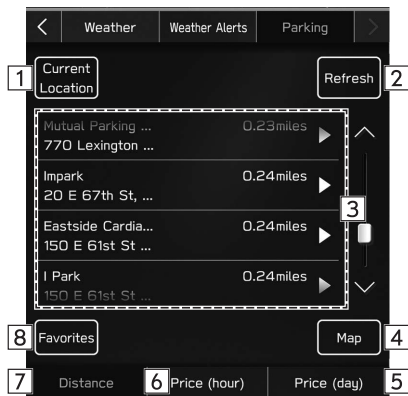 Weather Weather Alerts Parking
1 Current Location Refresh 2
Mutual Parking ... 0.23miles
770 Lexington ...
Impark 0.24miles
20 E 67th St, ...
3
Eastside Cardia... 0.24miles
150 E 61st St ...
I Park 0.24miles
150 E 61st St ...
8 Favorites Map 4
7 Distance 6 Price (hour) Price (day) 5